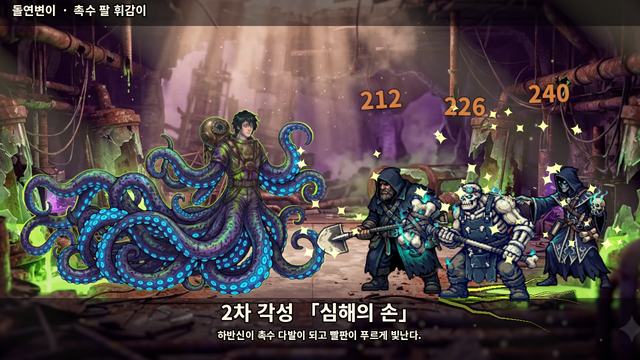 돌연변이 · 촉수 팔 휘감이
212
226
240
2차 각성 「심해의 손」
하반신이 촉수 다발이 되고 빨판이 푸르게 빛난다.